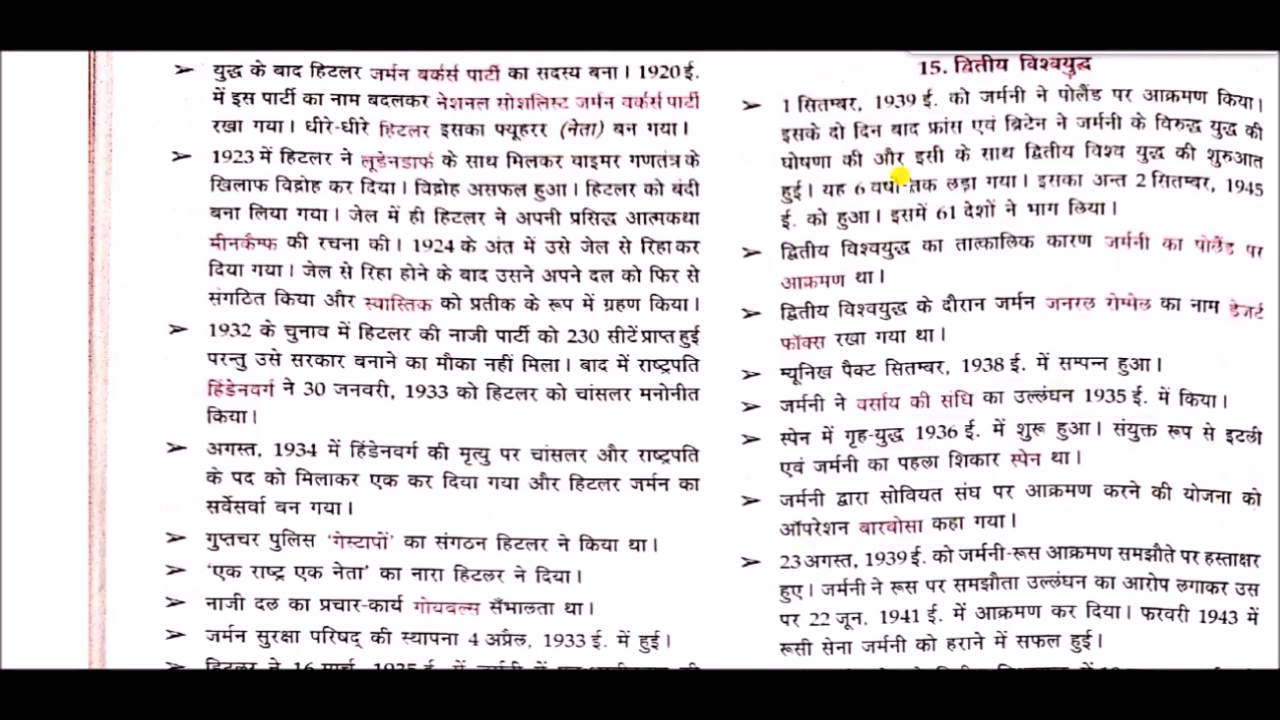 ➢ युद्ध के बाद हिटलर जर्मन वर्कर्स पार्टी का सदस्य बना। 1920 ई.
में इस पार्टी का नाम बदलकर नेशनल सोशलिस्ट जर्मन वर्कर्स पार्टी
रखा गया। धीरे-धीरे हिटलर इसका फ्यूहरर (नेता) बन गया।
➢ 1923 में हिटलर ने लूडेनडार्फ के साथ मिलकर वाइमर गणतंत्र के
खिलाफ विद्रोह कर दिया। विद्रोह असफल हुआ। हिटलर को बंदी
बना लिया गया। जेल में ही हिटलर ने अपनी प्रसिद्ध आत्मकथा
मीनकैम्फ की रचना की। 1924 के अंत में उसे जेल से रिहा कर
दिया गया। जेल से रिहा होने के बाद उसने अपने दल को फिर से
संगठित किया और स्वास्तिक को प्रतीक के रूप में ग्रहण किया।
➢ 1932 के चुनाव में हिटलर की नाजी पार्टी को 230 सीटें प्राप्त हुई
परन्तु उसे सरकार बनाने का मौका नहीं मिला। बाद में राष्ट्रपति
हिंडेनवर्ग ने 30 जनवरी, 1933 को हिटलर को चांसलर मनोनीत
किया।
➢ अगस्त, 1934 में हिंडेनवर्ग की मृत्यु पर चांसलर और राष्ट्रपति
के पद को मिलाकर एक कर दिया गया और हिटलर जर्मन का
सर्वेसर्वा बन गया।
➢ गुप्तचर पुलिस 'गेस्टापों' का संगठन हिटलर ने किया था।
➢ 'एक राष्ट्र एक नेता' का नारा हिटलर ने दिया।
➢ नाजी दल का प्रचार-कार्य गोयबल्स सँभालता था।
➢ जर्मन सुरक्षा परिषद् की स्थापना 4 अप्रैल, 1933 ई. में हुई।
➢ हिटलर ने 16 मार्च, 1935 ई. में जर्मनी में
15. द्वितीय विश्वयुद्ध
➢ 1 सितम्बर, 1939 ई. को जर्मनी ने पोलैंड पर आक्रमण किया।
इसके दो दिन बाद फ्रांस एवं ब्रिटेन ने जर्मनी के विरुद्ध युद्ध की
घोषणा की और इसी के साथ द्वितीय विश्व युद्ध की शुरुआत
हुई। यह 6 वर्षों तक लड़ा गया। इसका अन्त 2 सितम्बर, 1945
ई. को हुआ। इसमें 61 देशों ने भाग लिया।
➢ द्वितीय विश्वयुद्ध का तात्कालिक कारण जर्मनी का पोलैंड पर
आक्रमण था।
➢ द्वितीय विश्वयुद्ध के दौरान जर्मन जनरल रोम्मेल का नाम डेजर्ट
फॉक्स रखा गया था।
➢ म्यूनिख पैक्ट सितम्बर, 1938 ई. में सम्पन्न हुआ।
➢ जर्मनी ने वर्साय की संधि का उल्लंघन 1935 ई. में किया।
➢ स्पेन में गृह-युद्ध 1936 ई. में शुरू हुआ। संयुक्त रूप से इटली
एवं जर्मनी का पहला शिकार स्पेन था।
➢ जर्मनी द्वारा सोवियत संघ पर आक्रमण करने की योजना को
ऑपरेशन बारबोसा कहा गया।
➢ 23 अगस्त, 1939 ई. को जर्मनी-रूस आक्रमण समझौते पर हस्ताक्षर
हुए। जर्मनी ने रूस पर समझौता उल्लंघन का आरोप लगाकर उस
पर 22 जून, 1941 ई. में आक्रमण कर दिया। फरवरी 1943 में
रूसी सेना जर्मनी को हराने में सफल हुई।